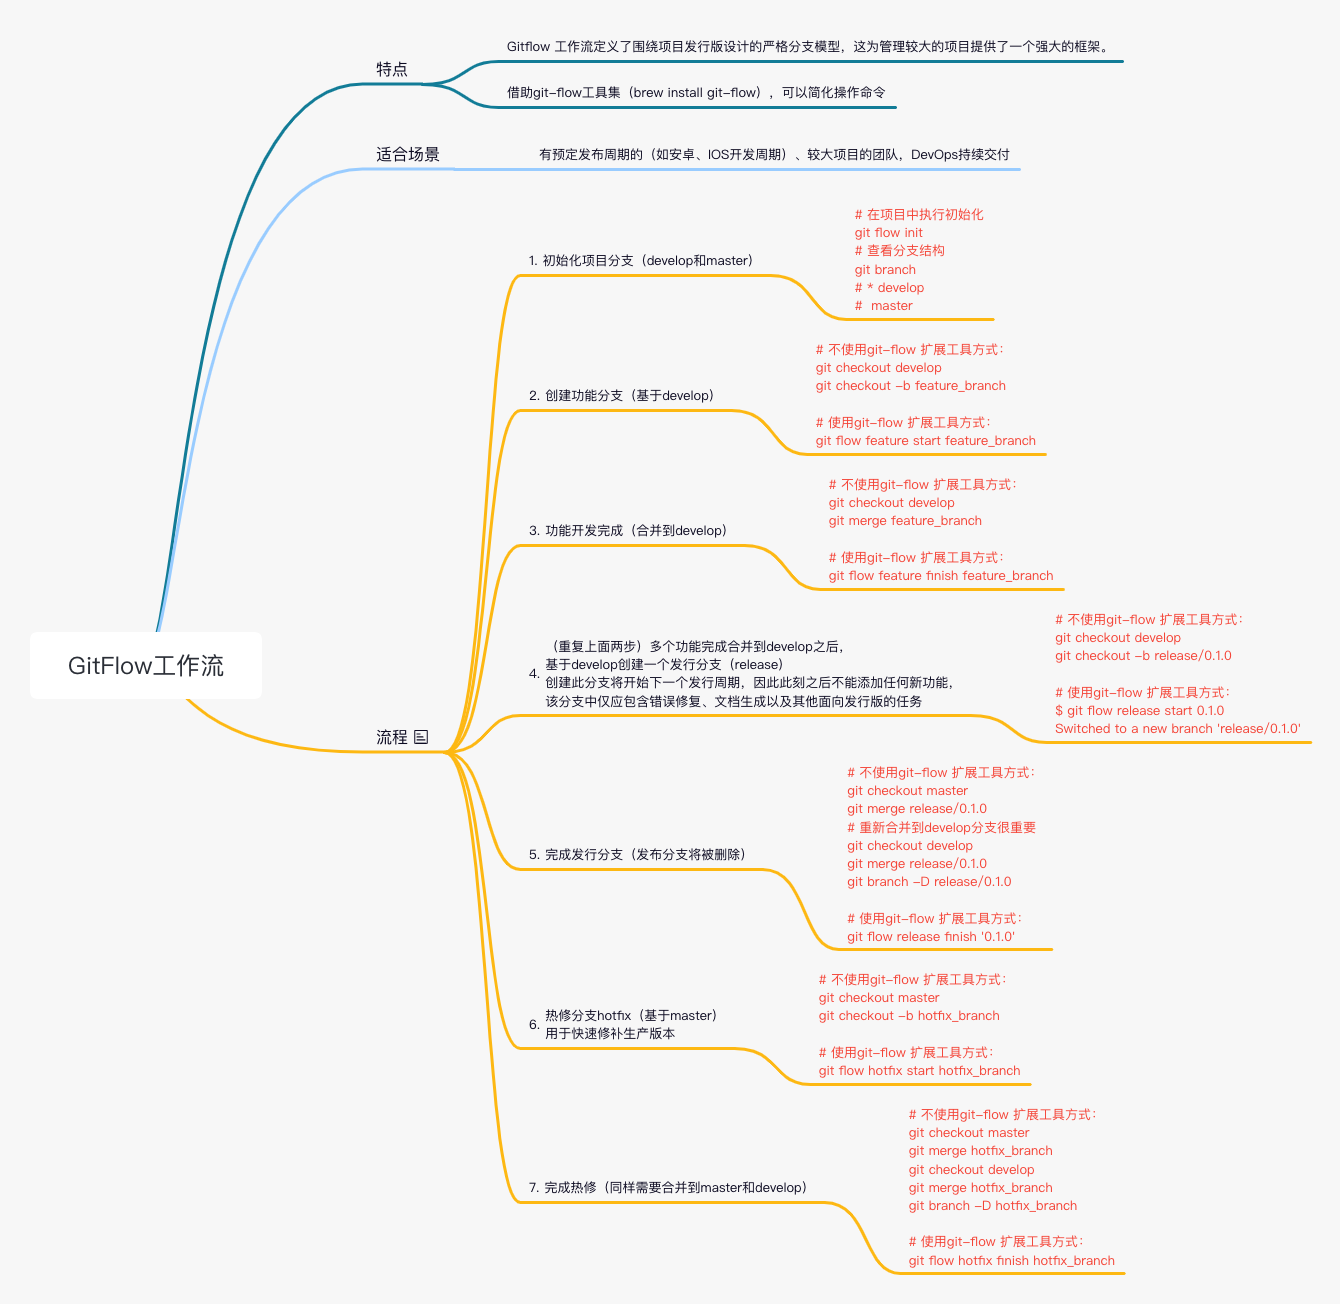 GitFlow工作流
特点
Gitflow 工作流定义了围绕项目发行版设计的严格分支模型，这为管理较大的项目提供了一个强大的框架。
借助git-flow工具集（brew install git-flow），可以简化操作命令
适合场景
有预定发布周期的（如安卓、IOS开发周期）、较大项目的团队，DevOps持续交付
流程
1. 初始化项目分支（develop和master）
# 在项目中执行初始化
git flow init
# 查看分支结构
git branch
# * develop
#  master
2. 创建功能分支（基于develop）
# 不使用git-flow 扩展工具方式：
git checkout develop
git checkout -b feature_branch
# 使用git-flow 扩展工具方式：
git flow feature start feature_branch
3. 功能开发完成（合并到develop）
# 不使用git-flow 扩展工具方式：
git checkout develop
git merge feature_branch
# 使用git-flow 扩展工具方式：
git flow feature finish feature_branch
4.
（重复上面两步）多个功能完成合并到develop之后，
基于develop创建一个发行分支（release）
创建此分支将开始下一个发行周期，因此此刻之后不能添加任何新功能，
该分支中仅应包含错误修复、文档生成以及其他面向发行版的任务
# 不使用git-flow 扩展工具方式：
git checkout develop
git checkout -b release/0.1.0
# 使用git-flow 扩展工具方式：
$ git flow release start 0.1.0
Switched to a new branch 'release/0.1.0'
5. 完成发行分支（发布分支将被删除）
# 不使用git-flow 扩展工具方式：
git checkout master
git merge release/0.1.0
# 重新合并到develop分支很重要
git checkout develop
git merge release/0.1.0
git branch -D release/0.1.0
# 使用git-flow 扩展工具方式：
git flow release finish '0.1.0'
6.
热修分支hotfix（基于master）
用于快速修补生产版本
# 不使用git-flow 扩展工具方式：
git checkout master
git checkout -b hotfix_branch
# 使用git-flow 扩展工具方式：
git flow hotfix start hotfix_branch
7. 完成热修（同样需要合并到master和develop）
# 不使用git-flow 扩展工具方式：
git checkout master
git merge hotfix_branch
git checkout develop
git merge hotfix_branch
git branch -D hotfix_branch
# 使用git-flow 扩展工具方式：
git flow hotfix finish hotfix_branch